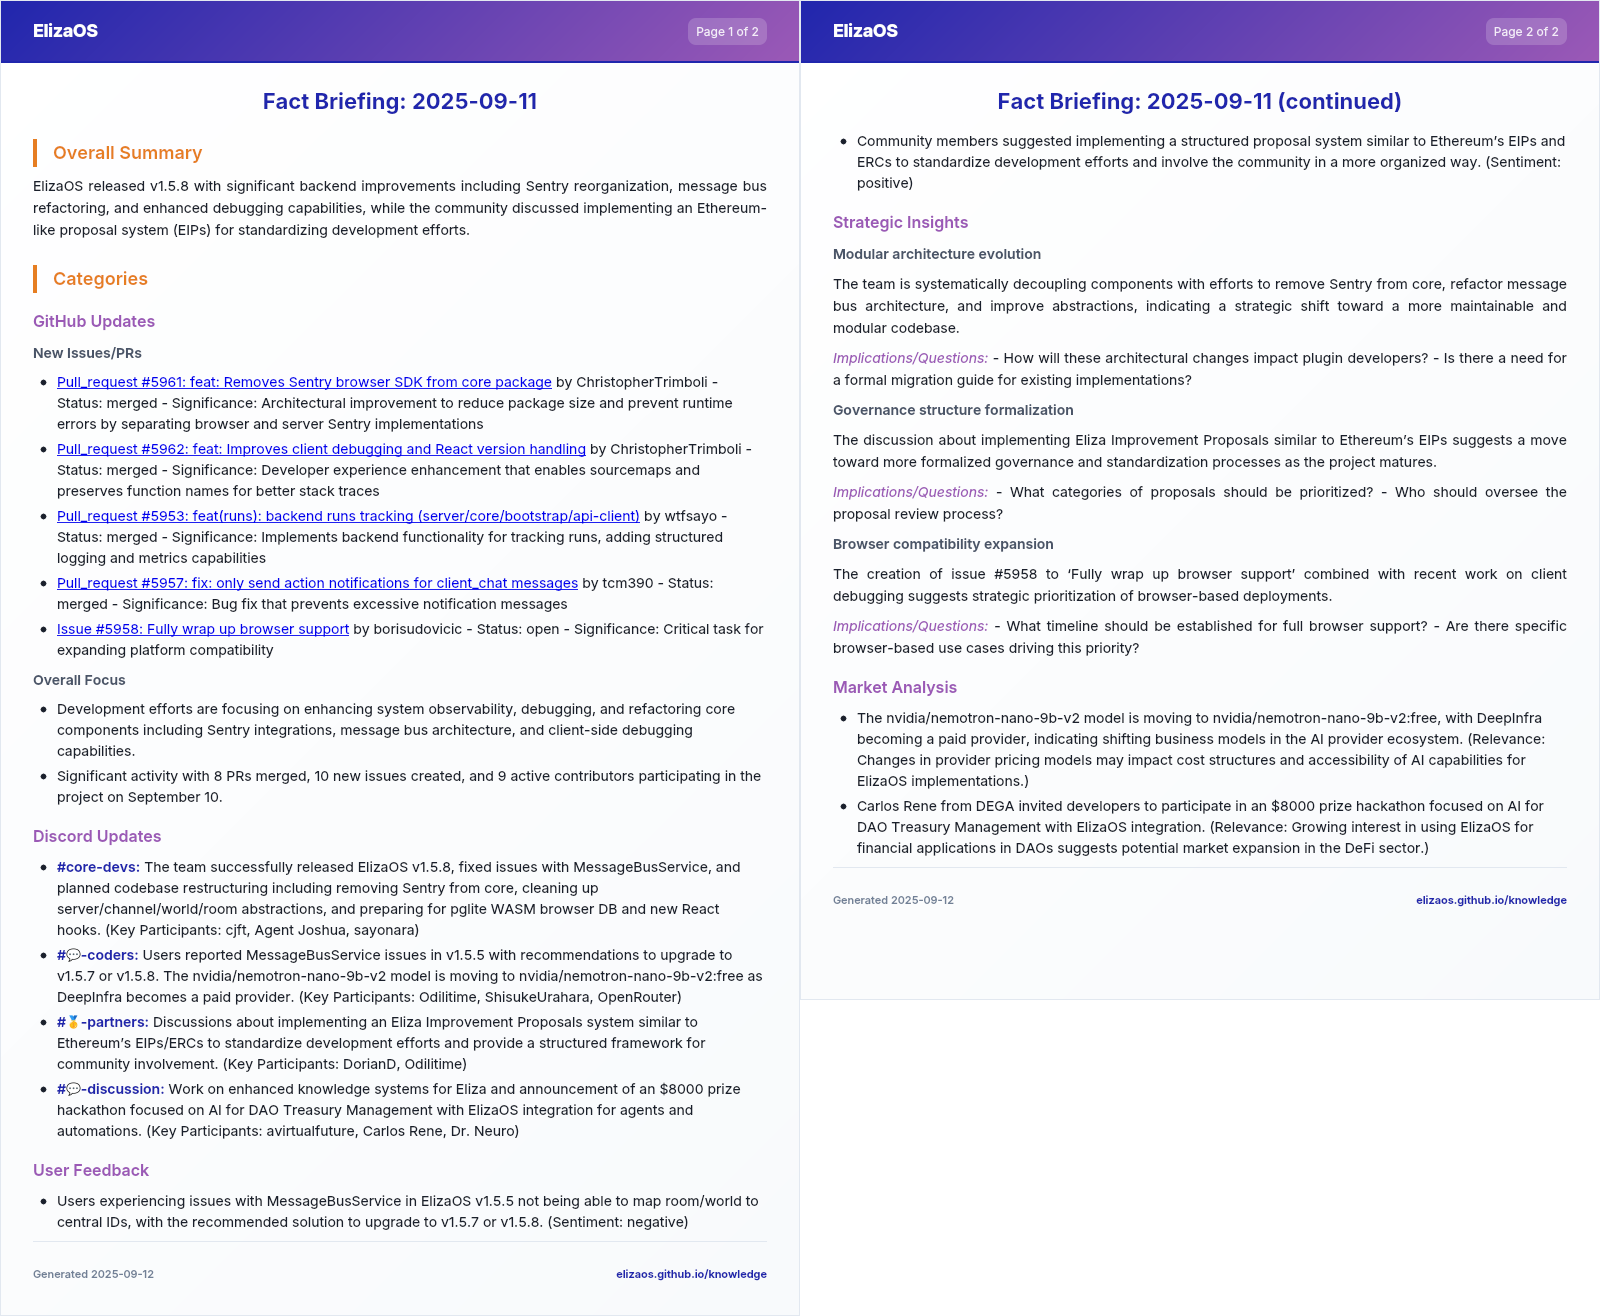 ElizaOS
Page 1 of 2
Fact Briefing: 2025-09-11
Overall Summary
ElizaOS released v1.5.8 with significant backend improvements including Sentry reorganization, message bus
refactoring, and enhanced debugging capabilities, while the community discussed implementing an Ethereum-
like proposal system (EIPs) for standardizing development efforts.
Categories
GitHub Updates
New Issues/PRs
• Pull_request #5961: feat: Removes Sentry browser SDK from core package by ChristopherTrimboli -
Status: merged - Significance: Architectural improvement to reduce package size and prevent runtime
errors by separating browser and server Sentry implementations
• Pull_request #5962: feat: Improves client debugging and React version handling by ChristopherTrimboli -
Status: merged - Significance: Developer experience enhancement that enables sourcemaps and
preserves function names for better stack traces
• Pull_request #5953: feat(runs): backend runs tracking (server/core/bootstrap/api-client) by wtfsayo -
Status: merged - Significance: Implements backend functionality for tracking runs, adding structured
logging and metrics capabilities
• Pull_request #5957: fix: only send action notifications for client_chat messages by tcm390 - Status:
merged - Significance: Bug fix that prevents excessive notification messages
• Issue #5958: Fully wrap up browser support by borisudovicic - Status: open - Significance: Critical task for
expanding platform compatibility
Overall Focus
• Development efforts are focusing on enhancing system observability, debugging, and refactoring core
components including Sentry integrations, message bus architecture, and client-side debugging
capabilities.
• Significant activity with 8 PRs merged, 10 new issues created, and 9 active contributors participating in the
project on September 10.
Discord Updates
• #core-devs: The team successfully released ElizaOS v1.5.8, fixed issues with MessageBusService, and
planned codebase restructuring including removing Sentry from core, cleaning up
server/channel/world/room abstractions, and preparing for pglite WASM browser DB and new React
hooks. (Key Participants: cjft, Agent Joshua, sayonara)
• #💬-coders: Users reported MessageBusService issues in v1.5.5 with recommendations to upgrade to
v1.5.7 or v1.5.8. The nvidia/nemotron-nano-9b-v2 model is moving to nvidia/nemotron-nano-9b-v2:free as
DeepInfra becomes a paid provider. (Key Participants: Odilitime, ShisukeUrahara, OpenRouter)
• #🥇-partners: Discussions about implementing an Eliza Improvement Proposals system similar to
Ethereum's EIPs/ERCs to standardize development efforts and provide a structured framework for
community involvement. (Key Participants: DorianD, Odilitime)
• #💬-discussion: Work on enhanced knowledge systems for Eliza and announcement of an $8000 prize
hackathon focused on AI for DAO Treasury Management with ElizaOS integration for agents and
automations. (Key Participants: avirtualfuture, Carlos Rene, Dr. Neuro)
User Feedback
• Users experiencing issues with MessageBusService in ElizaOS v1.5.5 not being able to map room/world to
central IDs, with the recommended solution to upgrade to v1.5.7 or v1.5.8. (Sentiment: negative)
Generated 2025-09-12
elizaos.github.io/knowledge
ElizaOS
Page 2 of 2
Fact Briefing: 2025-09-11 (continued)
• Community members suggested implementing a structured proposal system similar to Ethereum's EIPs and
ERCs to standardize development efforts and involve the community in a more organized way. (Sentiment:
positive)
Strategic Insights
Modular architecture evolution
The team is systematically decoupling components with efforts to remove Sentry from core, refactor message
bus architecture, and improve abstractions, indicating a strategic shift toward a more maintainable and
modular codebase.
Implications/Questions: - How will these architectural changes impact plugin developers? - Is there a need for
a formal migration guide for existing implementations?
Governance structure formalization
The discussion about implementing Eliza Improvement Proposals similar to Ethereum's EIPs suggests a move
toward more formalized governance and standardization processes as the project matures.
Implications/Questions: - What categories of proposals should be prioritized? - Who should oversee the
proposal review process?
Browser compatibility expansion
The creation of issue #5958 to ‘Fully wrap up browser support’ combined with recent work on client
debugging suggests strategic prioritization of browser-based deployments.
Implications/Questions: - What timeline should be established for full browser support? - Are there specific
browser-based use cases driving this priority?
Market Analysis
• The nvidia/nemotron-nano-9b-v2 model is moving to nvidia/nemotron-nano-9b-v2:free, with DeepInfra
becoming a paid provider, indicating shifting business models in the AI provider ecosystem. (Relevance:
Changes in provider pricing models may impact cost structures and accessibility of AI capabilities for
ElizaOS implementations.)
• Carlos Rene from DEGA invited developers to participate in an $8000 prize hackathon focused on AI for
DAO Treasury Management with ElizaOS integration. (Relevance: Growing interest in using ElizaOS for
financial applications in DAOs suggests potential market expansion in the DeFi sector.)
Generated 2025-09-12
elizaos.github.io/knowledge